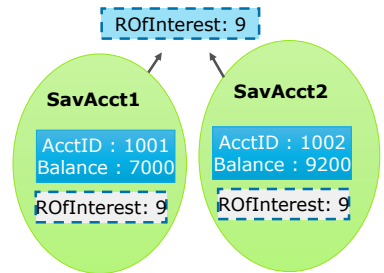 ROfInterest: 9
SavAcct1
AcctID : 1001
Balance : 7000
ROfInterest: 9
SavAcct2
AcctID : 1002
Balance : 9200
ROfInterest: 9